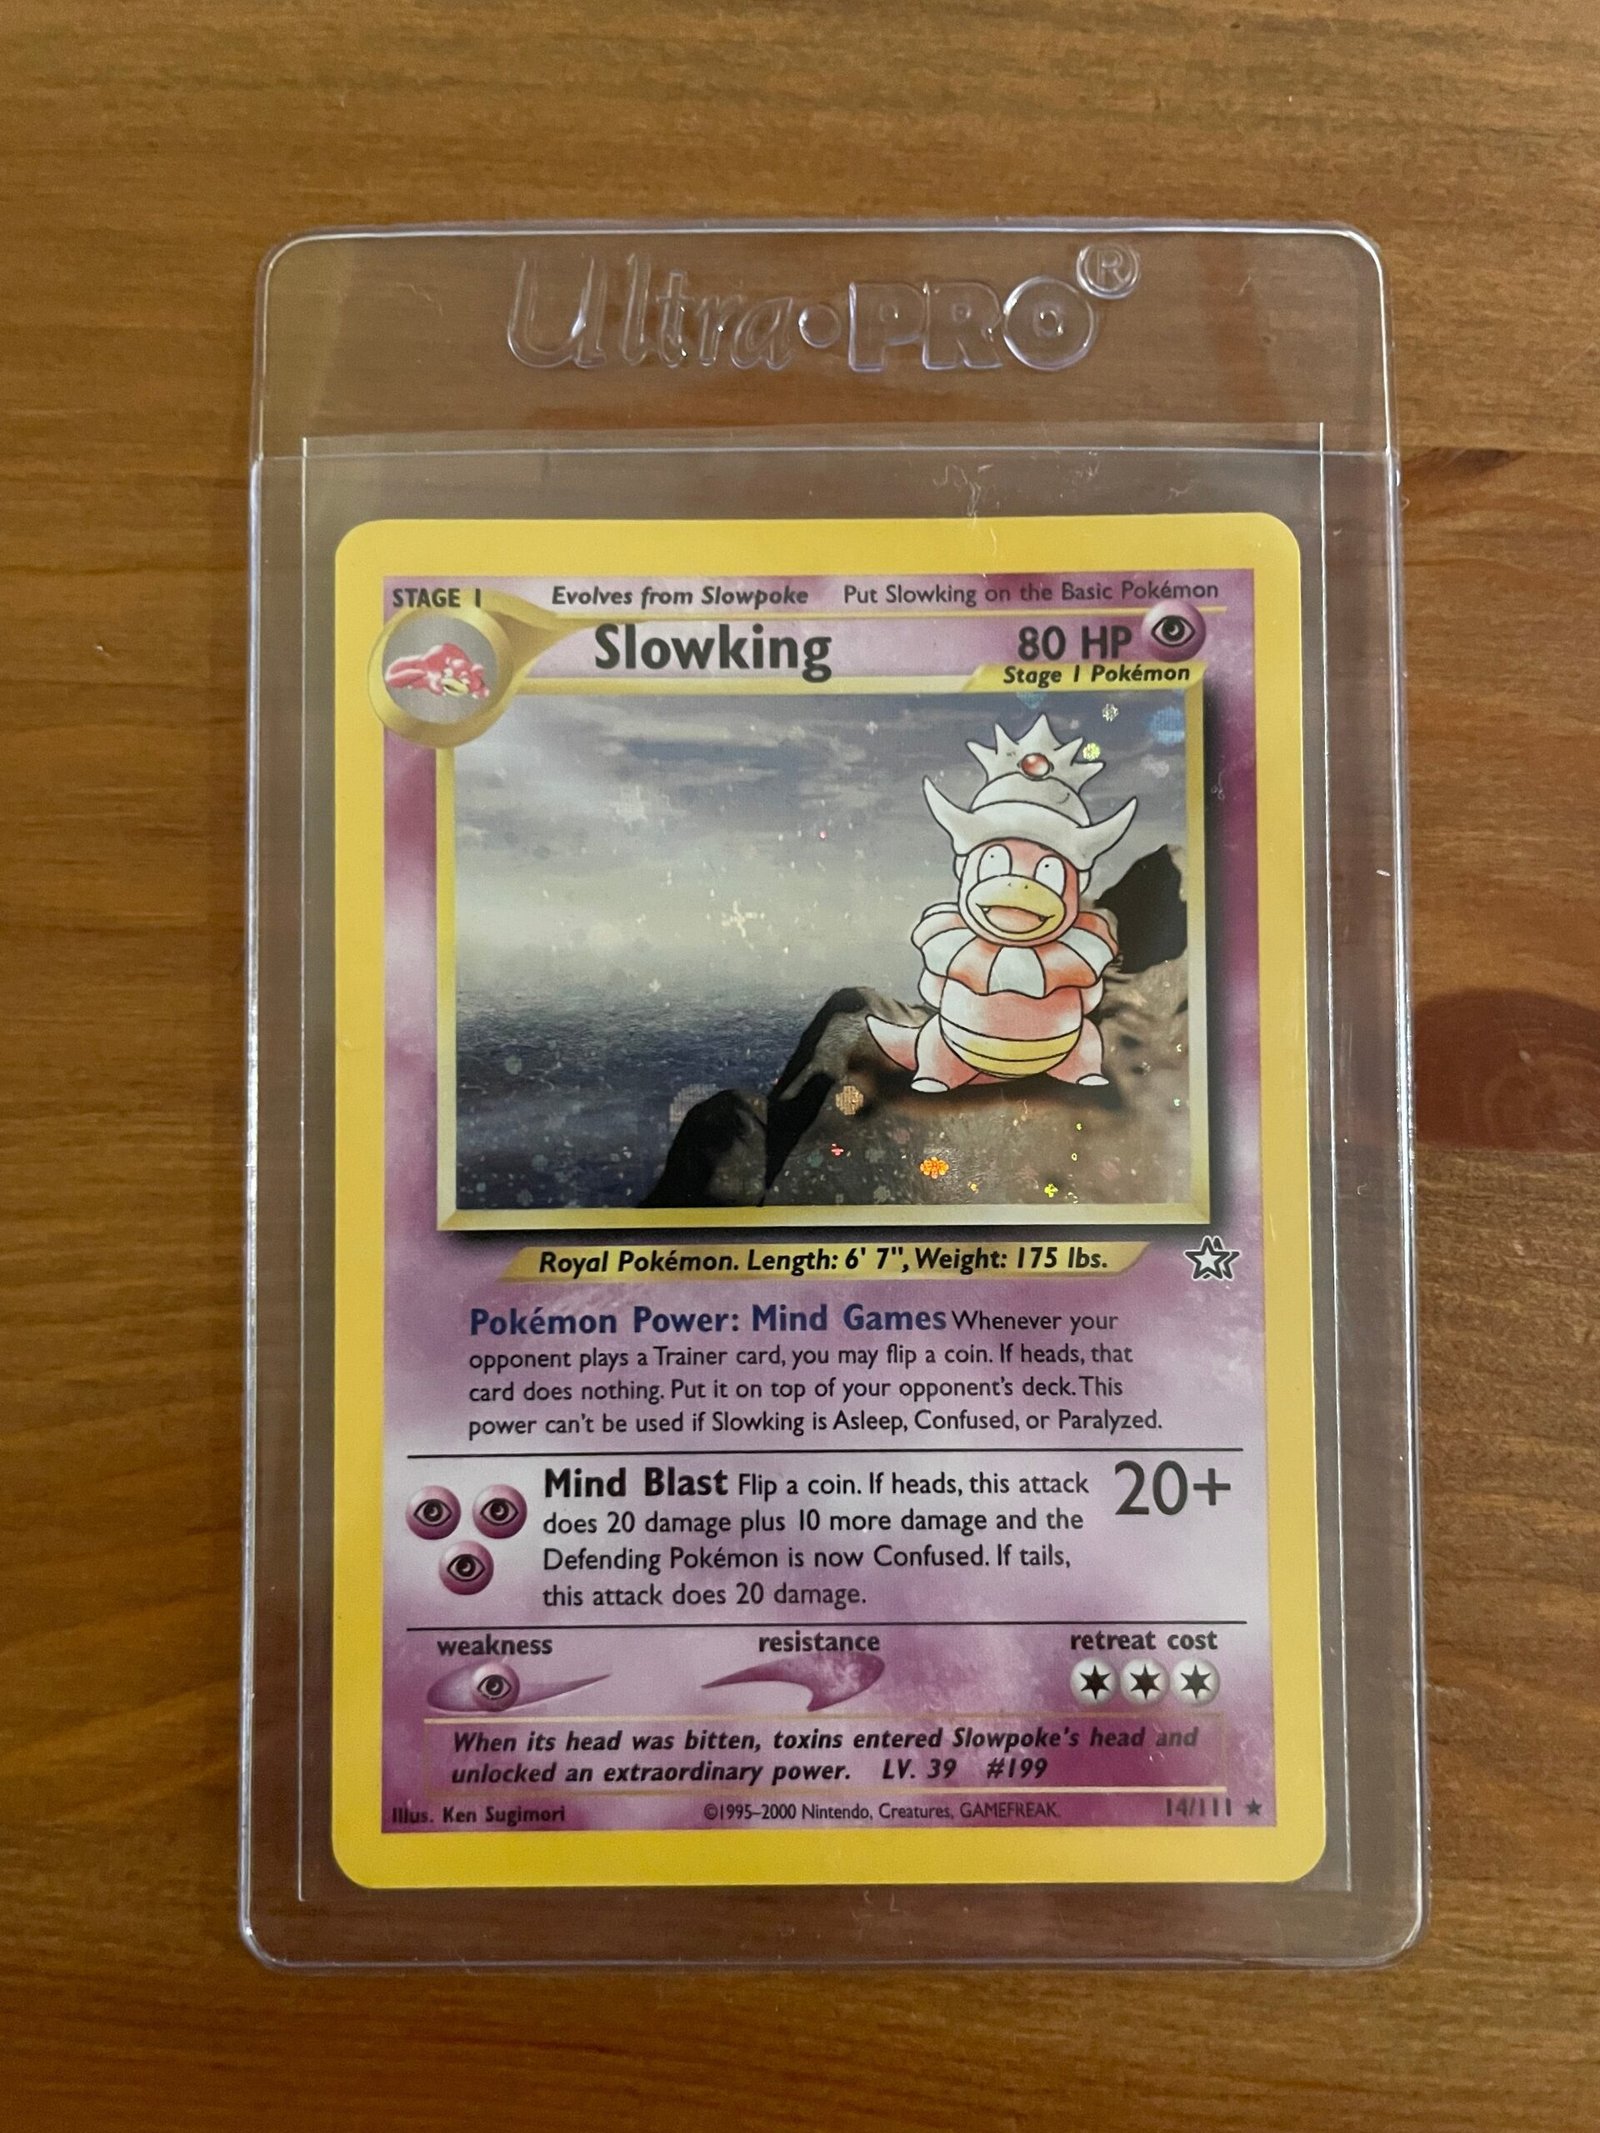 Ultra•PRO®
STAGE 1 Evolves from Slowpoke Put Slowking on the Basic Pokémon
Slowking 80 HP
Stage 1 Pokémon
Royal Pokémon. Length: 6' 7", Weight: 175 lbs.
Pokémon Power: Mind Games Whenever your
opponent plays a Trainer card, you may flip a coin. If heads, that
card does nothing. Put it on top of your opponent's deck. This
power can't be used if Slowking is Asleep, Confused, or Paralyzed.
Mind Blast Flip a coin. If heads, this attack 20+
does 20 damage plus 10 more damage and the
Defending Pokémon is now Confused. If tails,
this attack does 20 damage.
weakness resistance retreat cost
When its head was bitten, toxins entered Slowpoke's head and
unlocked an extraordinary power. LV. 39 #199
Illus. Ken Sugimori ©1995–2000 Nintendo, Creatures, GAMEFREAK. 14/111 ★